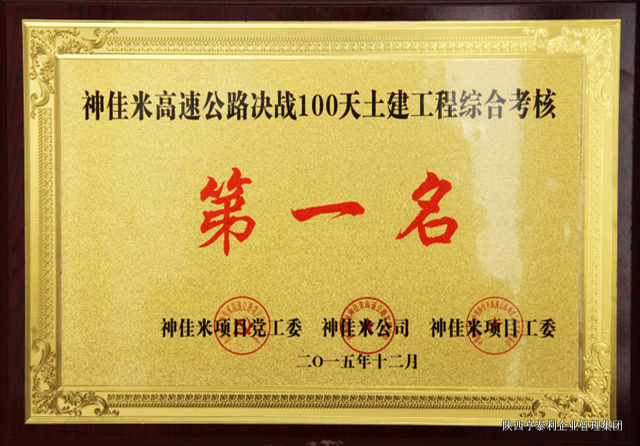 神佳米高速公路决战100天土建工程综合考核
第一名
神佳米项目党工委 神佳米公司 神佳米项目工委
二〇一五年十二月
陕西亨泰利企业管理集团